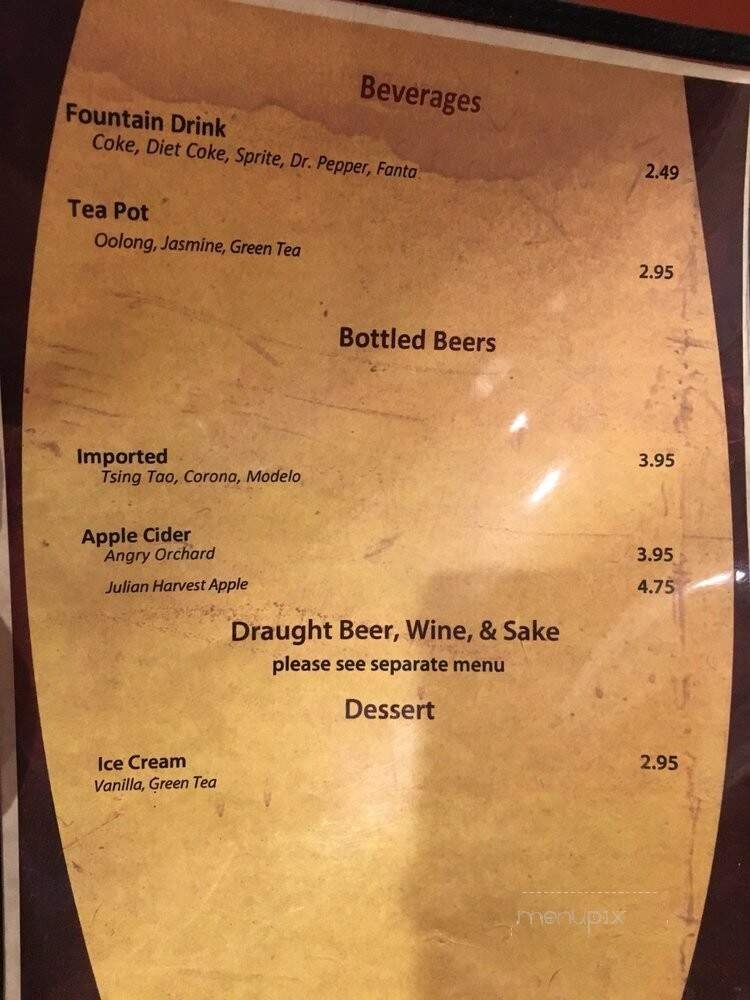 Beverages
Fountain Drink
Coke, Diet Coke, Sprite, Dr. Pepper, Fanta 2.49
Tea Pot
Oolong, Jasmine, Green Tea
2.95
Bottled Beers
Imported 3.95
Tsing Tao, Corona, Modelo
Apple Cider
Angry Orchard 3.95
Julian Harvest Apple 4.75
Draught Beer, Wine, & Sake
please see separate menu
Dessert
Ice Cream 2.95
Vanilla, Green Tea
menupix